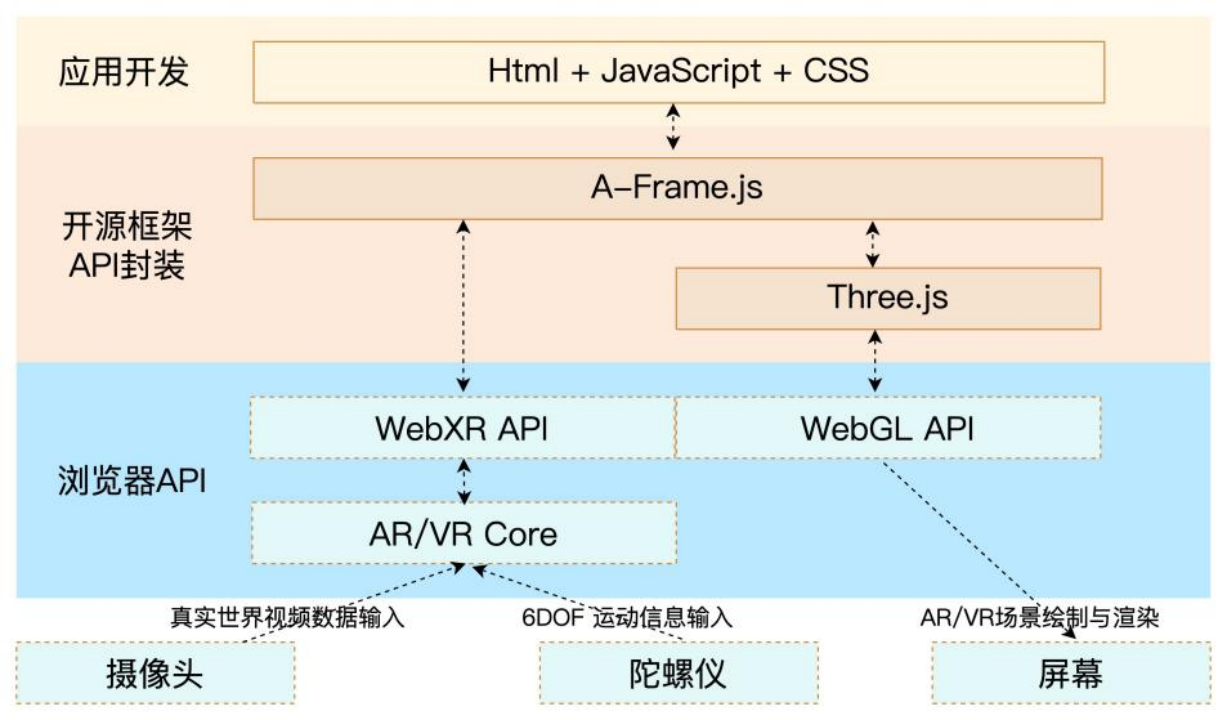 应用开发
Html + JavaScript + CSS
A-Frame.js
开源框架
API封装
Three.js
WebXR API
WebGL API
浏览器API
AR/VR Core
真实世界视频数据输入
6DOF 运动信息输入
AR/VR场景绘制与渲染
摄像头
陀螺仪
屏幕